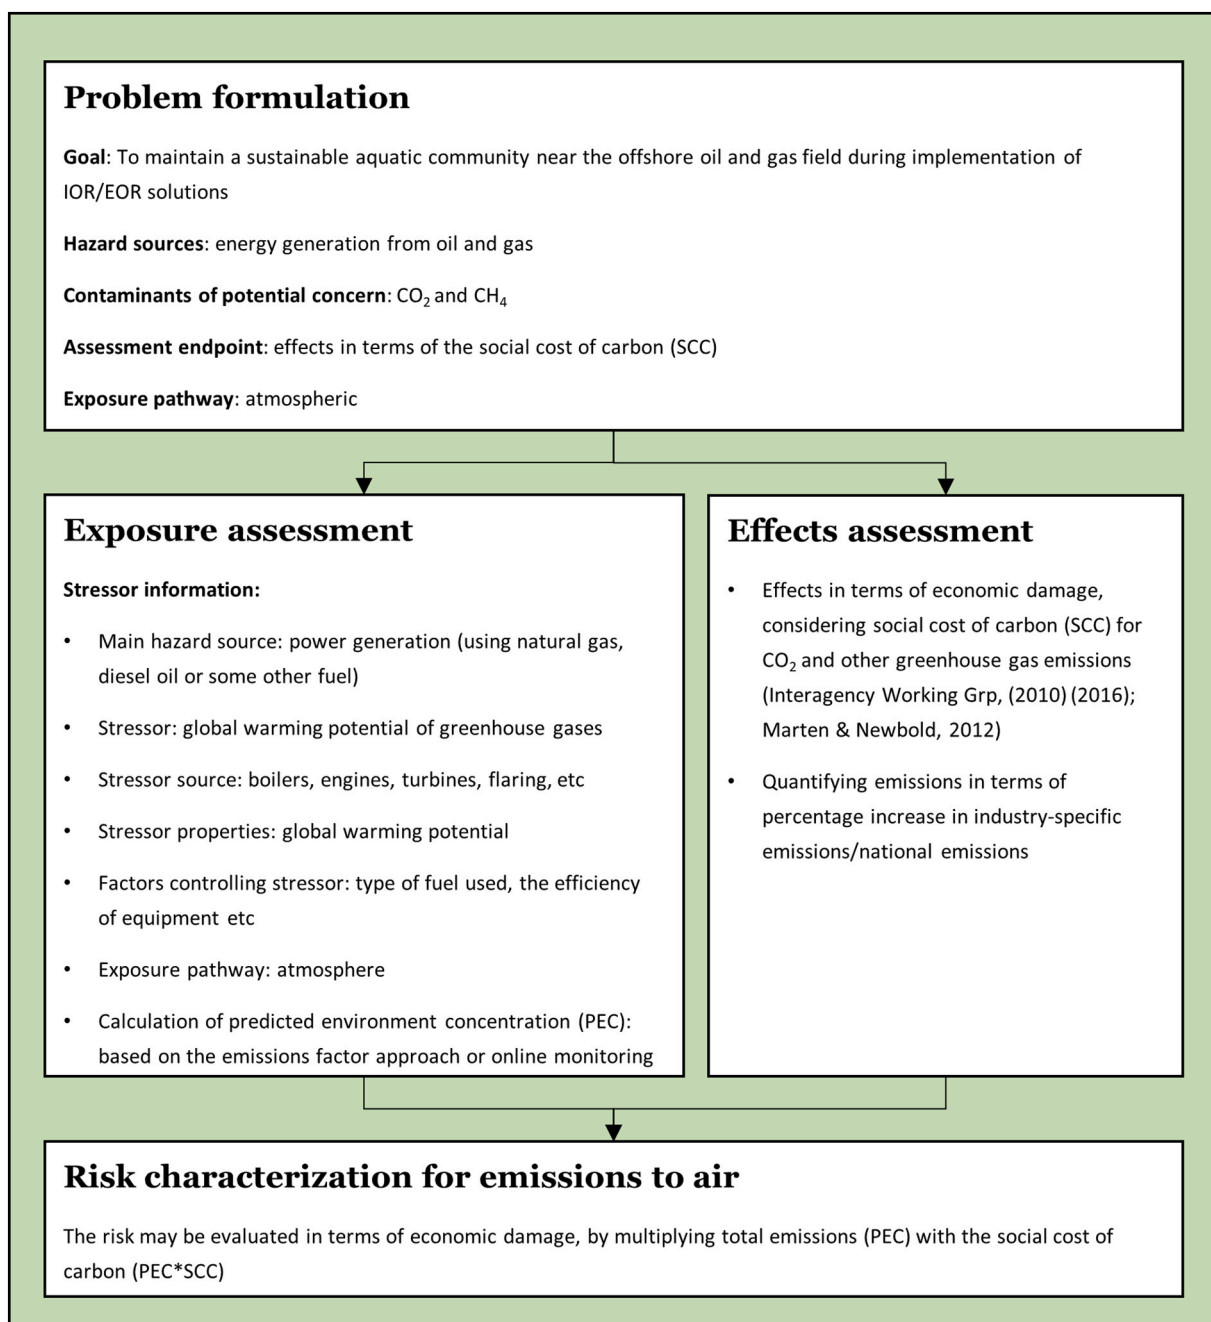 Problem formulation
Goal: To maintain a sustainable aquatic community near the offshore oil and gas field during implementation of
IOR/EOR solutions
Hazard sources: energy generation from oil and gas
Contaminants of potential concern: CO₂ and CH₄
Assessment endpoint: effects in terms of the social cost of carbon (SCC)
Exposure pathway: atmospheric
Exposure assessment
Stressor information:
• Main hazard source: power generation (using natural gas,
diesel oil or some other fuel)
• Stressor: global warming potential of greenhouse gases
• Stressor source: boilers, engines, turbines, flaring, etc
• Stressor properties: global warming potential
• Factors controlling stressor: type of fuel used, the efficiency
of equipment etc
• Exposure pathway: atmosphere
• Calculation of predicted environment concentration (PEC):
based on the emissions factor approach or online monitoring
Effects assessment
• Effects in terms of economic damage,
considering social cost of carbon (SCC) for
CO₂ and other greenhouse gas emissions
(Interagency Working Grp, (2010) (2016);
Marten & Newbold, 2012)
• Quantifying emissions in terms of
percentage increase in industry-specific
emissions/national emissions
Risk characterization for emissions to air
The risk may be evaluated in terms of economic damage, by multiplying total emissions (PEC) with the social cost of
carbon (PEC*SCC)